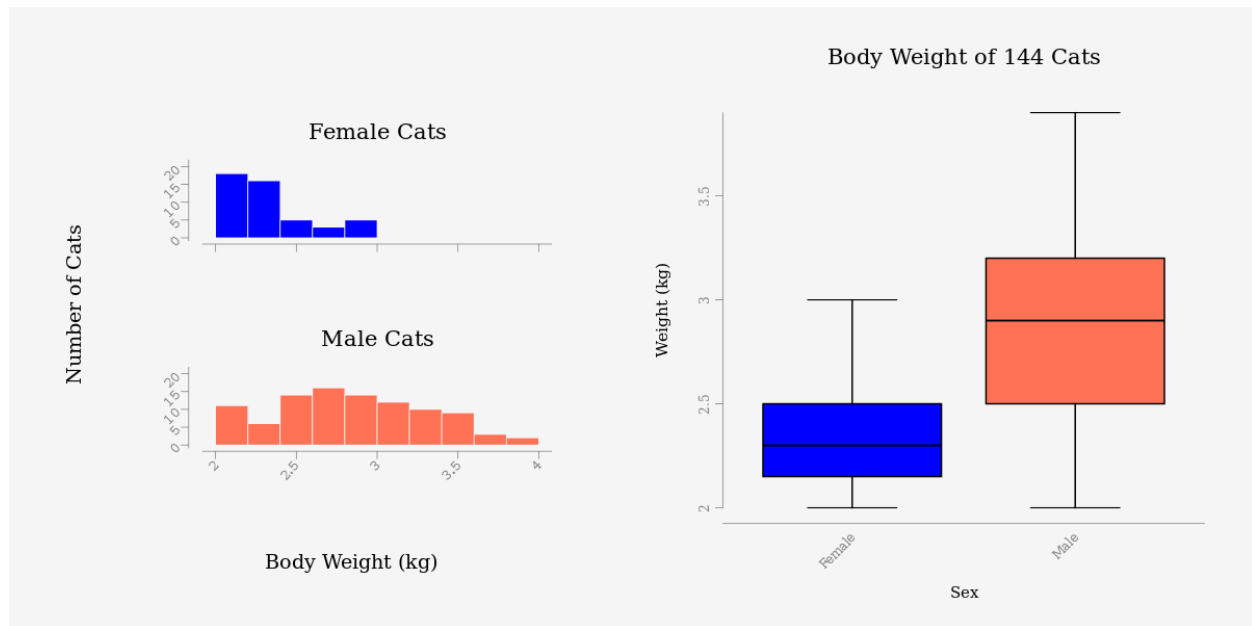 Body Weight of 144 Cats
Female Cats
20
15
10
5
0
Number of Cats
Male Cats
20
15
10
5
0
2
2.5
3
3.5
4
Body Weight (kg)
Weight (kg)
3.5
3
2.5
2
Female
Male
Sex